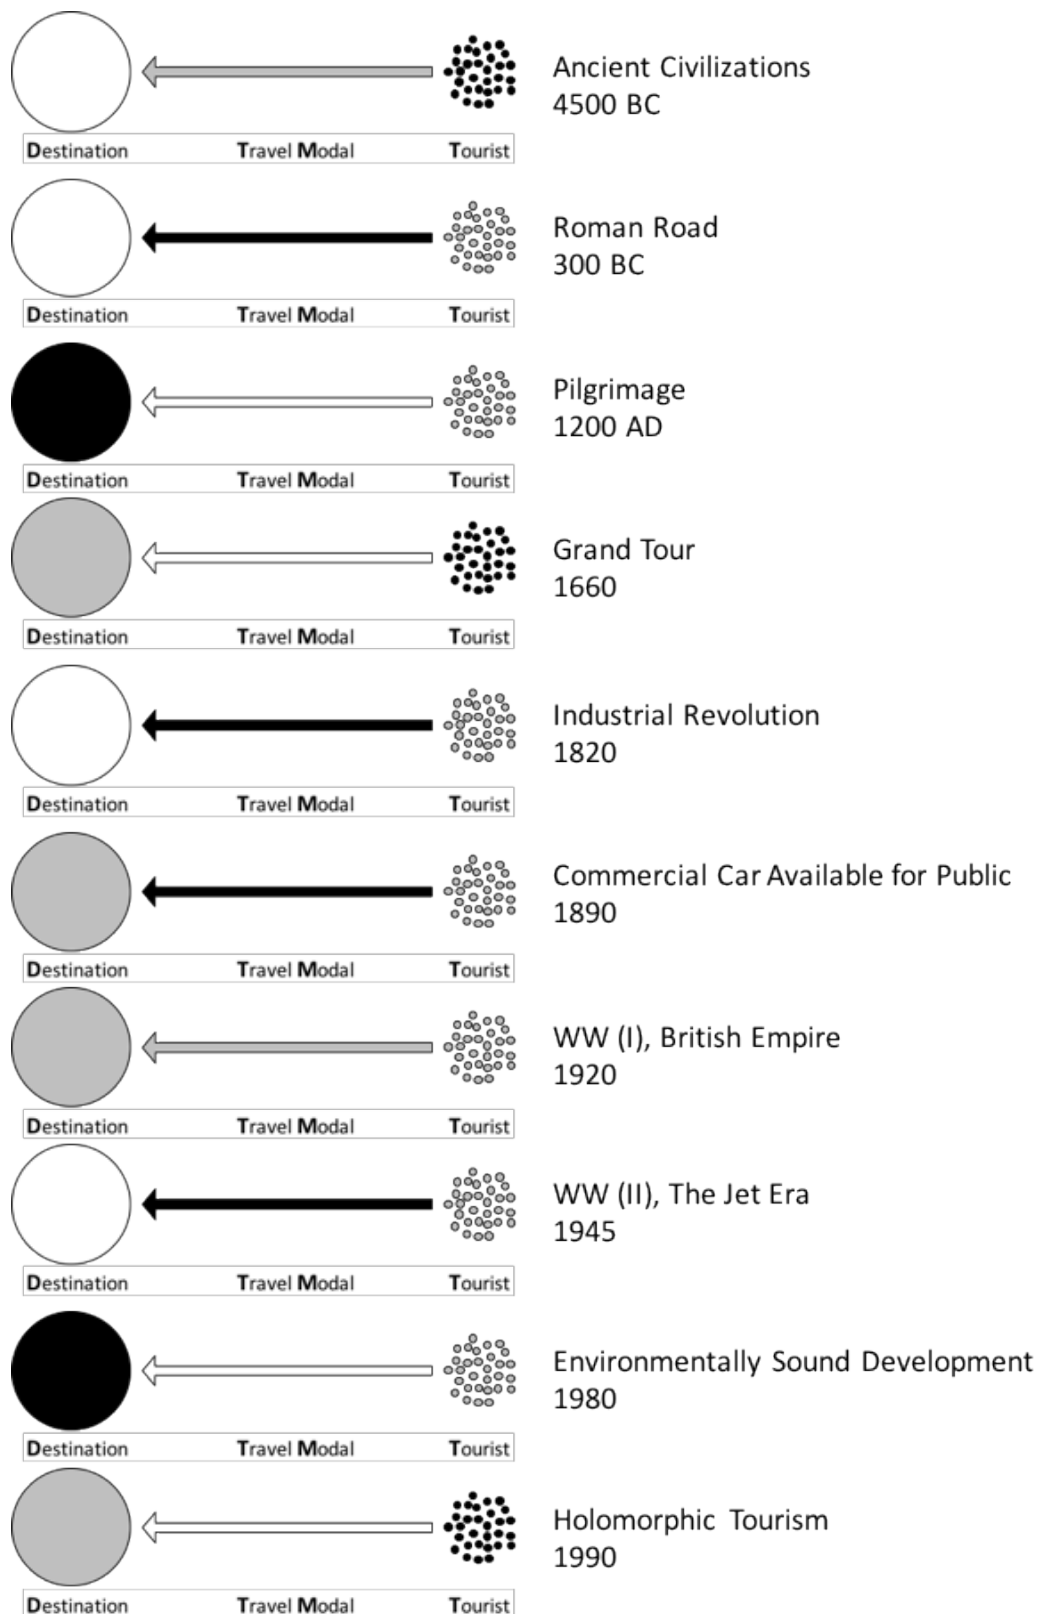 Ancient Civilizations
4500 BC
Destination Travel Modal Tourist
Roman Road
300 BC
Destination Travel Modal Tourist
Pilgrimage
1200 AD
Destination Travel Modal Tourist
Grand Tour
1660
Destination Travel Modal Tourist
Industrial Revolution
1820
Destination Travel Modal Tourist
Commercial Car Available for Public
1890
Destination Travel Modal Tourist
WW (I), British Empire
1920
Destination Travel Modal Tourist
WW (II), The Jet Era
1945
Destination Travel Modal Tourist
Environmentally Sound Development
1980
Destination Travel Modal Tourist
Holomorphic Tourism
1990
Destination Travel Modal Tourist